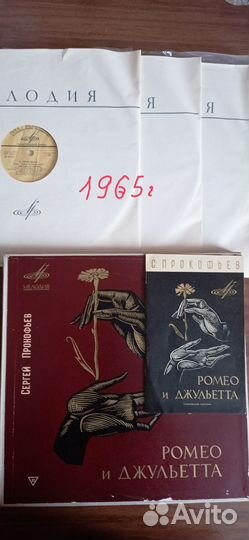 ЛОДИЯ
Я
Я
1965г
МЕЛОДИЯ
СЕРГЕЙ ПРОКОФЬЕВ
РОМЕО
И ДЖУЛЬЕТТА
С. ПРОКОФЬЕВ
РОМЕО
И ДЖУЛЬЕТТА
Avito